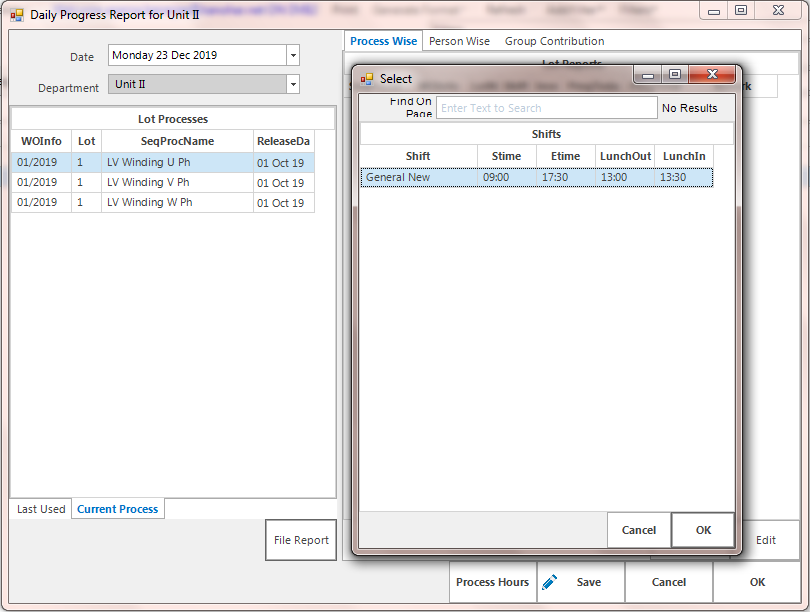 Daily Progress Report for Unit II
Date
Monday 23 Dec 2019
Department
Unit II
Lot Processes
WOInfo Lot SeqProcName ReleaseDa
01/2019 1 LV Winding U Ph 01 Oct 19
01/2019 1 LV Winding V Ph 01 Oct 19
01/2019 1 LV Winding W Ph 01 Oct 19
Last Used Current Process
File Report
Process Wise Person Wise Group Contribution
Lot Reports
Select
Find On Page
Enter Text to Search
No Results
Shifts
Shift Stime Etime LunchOut LunchIn
General New 09:00 17:30 13:00 13:30
Cancel OK
Edit
Process Hours Save Cancel OK